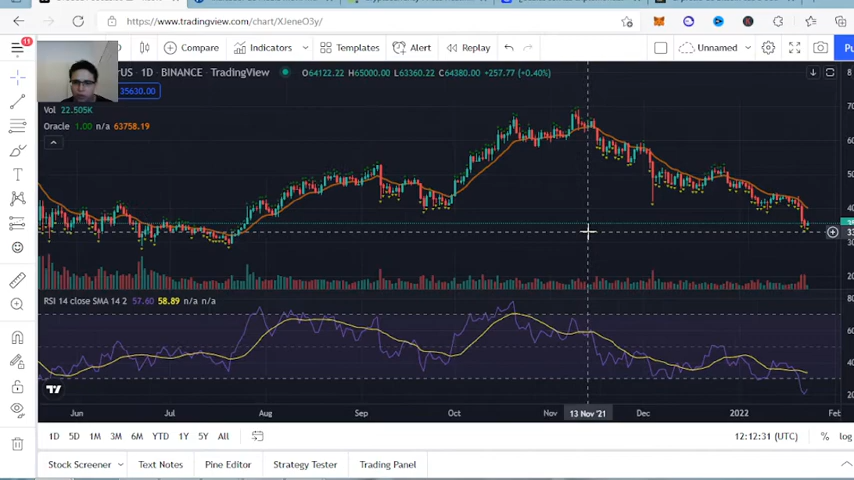 https://www.tradingview.com/chart/XJeneO3y/
11
Compare
Indicators
Templates
Alert
Replay
Unnamed
Pu
rUS · 1D · BINANCE · TradingView
O64122.22 H65000.00 L63360.22 C64380.00 +257.77 (+0.40%)
35630.00
Vol 22.505K
Oracle 1.00 n/a 63758.19
RSI 14 close SMA 14 2 57.60 58.89 n/a n/a
Jun Jul Aug Sep Oct Nov 13 Nov '21 Dec 2022 Feb
1D 5D 1M 3M 6M YTD 1Y 5Y All
12:12:31 (UTC)
% log
Stock Screener Text Notes Pine Editor Strategy Tester Trading Panel